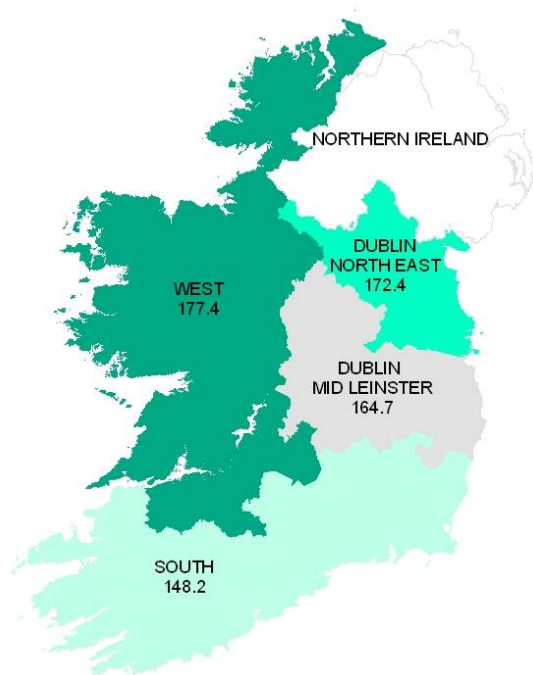 NORTHERN IRELAND
DUBLIN
NORTH EAST
172.4
WEST
177.4
DUBLIN
MID LEINSTER
164.7
SOUTH
148.2